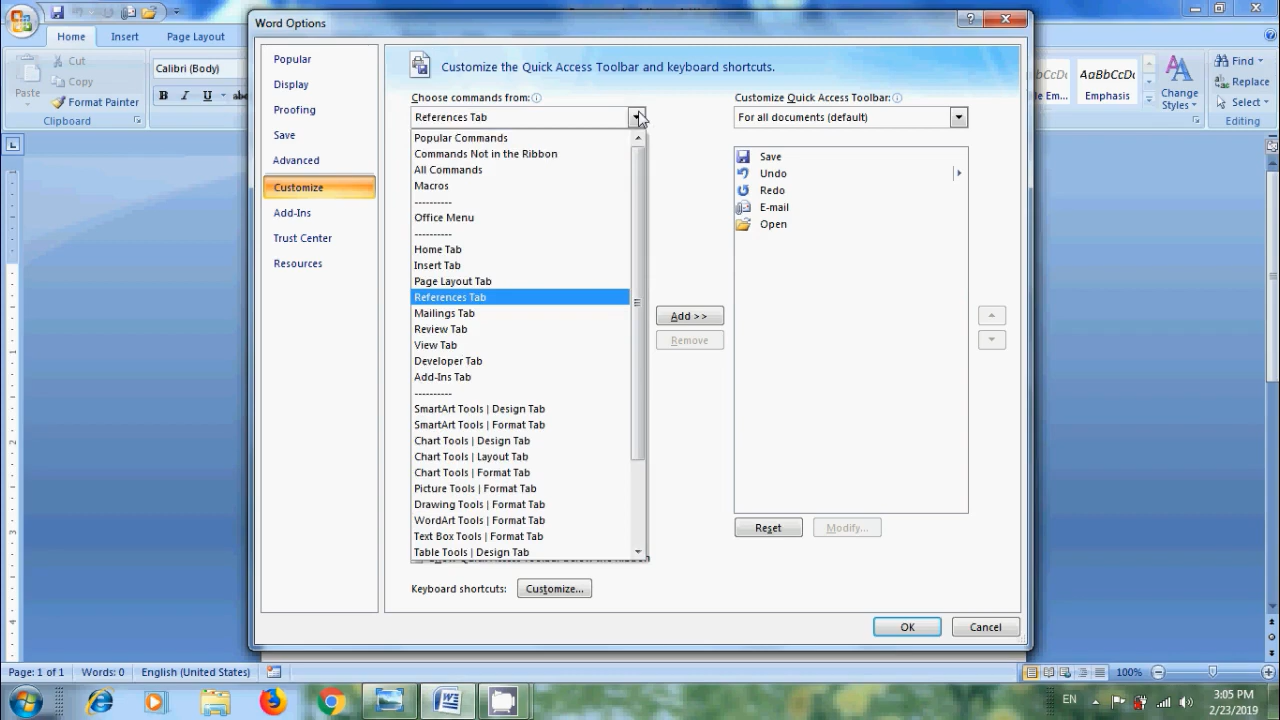 Word Options
Home
Insert
Page Layout
Cut
Copy
Paste
Format Painter
Clipboard
Calibri (Body)
B I U abc
Popular
Display
Proofing
Save
Advanced
Customize
Add-Ins
Trust Center
Resources
Customize the Quick Access Toolbar and keyboard shortcuts.
Choose commands from:
References Tab
Popular Commands
Commands Not in the Ribbon
All Commands
Macros
----------
Office Menu
----------
Home Tab
Insert Tab
Page Layout Tab
References Tab
Mailings Tab
Review Tab
View Tab
Developer Tab
Add-Ins Tab
----------
SmartArt Tools | Design Tab
SmartArt Tools | Format Tab
Chart Tools | Design Tab
Chart Tools | Layout Tab
Chart Tools | Format Tab
Picture Tools | Format Tab
Drawing Tools | Format Tab
WordArt Tools | Format Tab
Text Box Tools | Format Tab
Table Tools | Design Tab
Keyboard shortcuts: Customize...
Add >>
Remove
Customize Quick Access Toolbar:
For all documents (default)
Save
Undo
Redo
E-mail
Open
Reset
Modify...
OK
Cancel
AaBbCc
Emphasis
Change
Styles
Find
Replace
Select
Editing
1
2
3
4
Page: 1 of 1
Words: 0
English (United States)
100%
EN
3:05 PM
2/23/2019